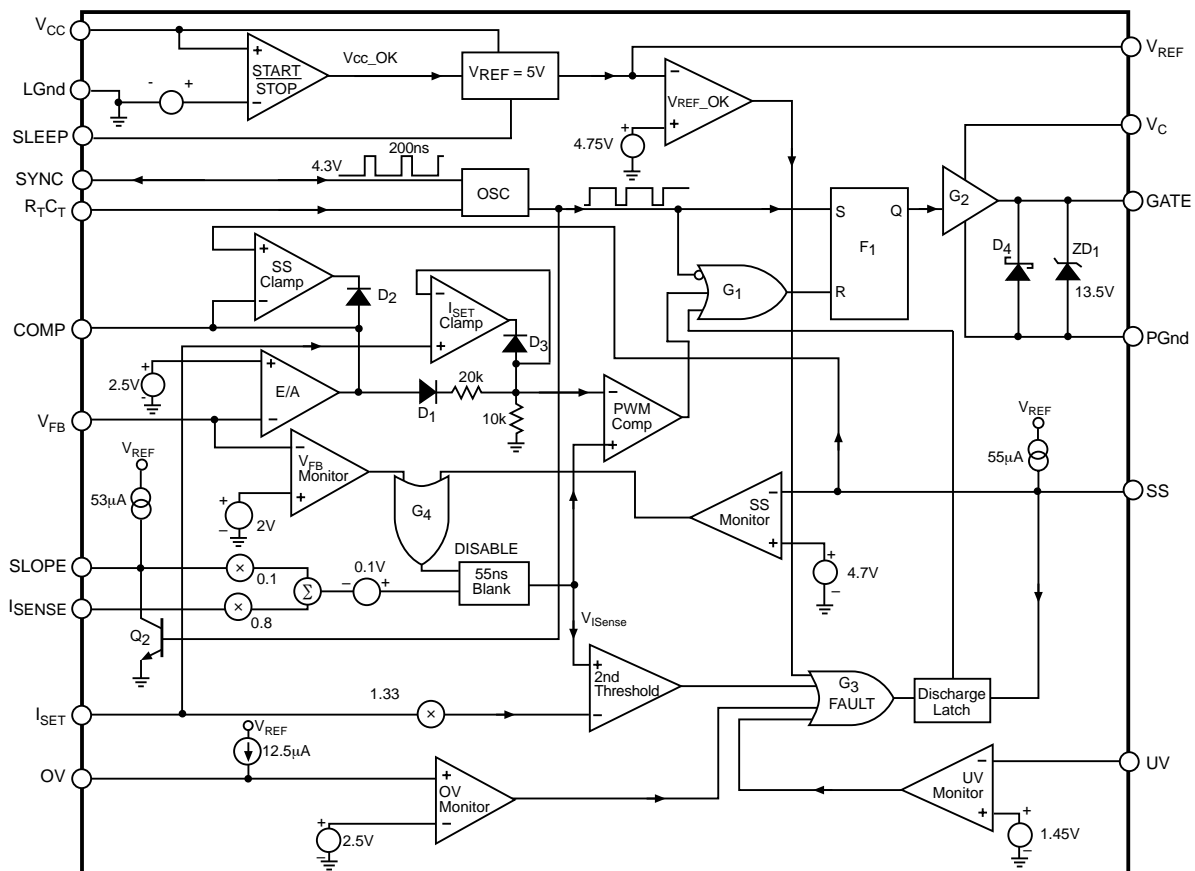 VCC
LGnd
SLEEP
SYNC
RTCT
COMP
VFB
SLOPE
ISENSE
ISET
OV
VREF
VC
GATE
PGnd
SS
UV
+
START
STOP
−
- +
Vcc_OK
VREF = 5V
−
VREF_OK
+
+
4.75V
4.3V
200ns
OSC
S
Q
F1
R
G2
D4
ZD1
13.5V
G1
+
SS
Clamp
−
D2
−
ISET
Clamp
+
D3
+
2.5V
-
+
E/A
−
D1
20k
10k
−
PWM
Comp
+
VREF
55µA
−
VFB
Monitor
+
+
2V
−
G4
−
SS
Monitor
+
+
4.7V
−
VREF
53µA
×
0.1
×
0.8
Σ
0.1V
− +
DISABLE
55ns
Blank
VISense
Q2
+
2nd
Threshold
−
1.33
×
G3
FAULT
Discharge
Latch
VREF
12.5µA
+
OV
Monitor
−
+
2.5V
−
−
UV
Monitor
+
+
1.45V
−